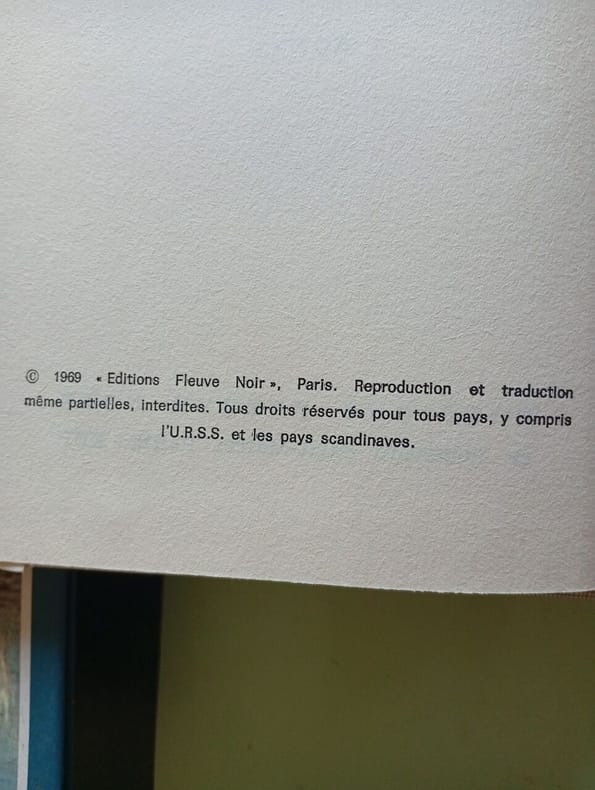 © 1969 « Editions Fleuve Noir », Paris. Reproduction et traduction
même partielles, interdites. Tous droits réservés pour tous pays, y compris
l'U.R.S.S. et les pays scandinaves.